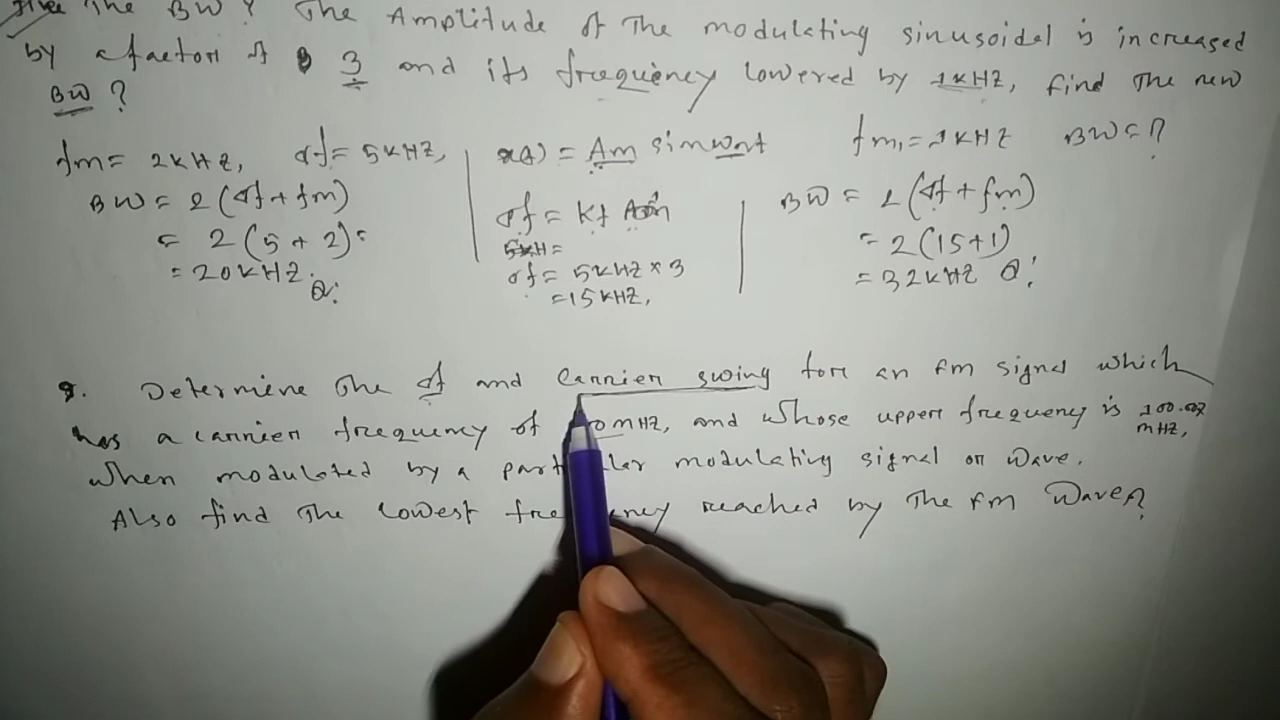 the BW? The Amplitude of The modulating sinusoidal is increased
by a factor of 3 and its frequency lowered by 1KHZ, find The new
BW?
fm = 2KHZ, Δf = 5KHZ,
BW = 2(Δf + fm)
= 2(5 + 2) =
= 20KHZ.
x(t) = Am sin wmt
Δf = Kf Am
5KH =
Δf = 5KHZ × 3
= 15KHZ,
fm₁ = 1KHZ BW = ?
BW = 2(Δf + fm)
= 2(15+1)
= 32KHZ
Determine The Δf and carrier swing for an Fm signal which
has a carrier frequency of MHZ, and whose upper frequency is 100.007
mHZ,
when modulated by a modulating signal or wave.
Also find The lowest reached by The Fm Wave?